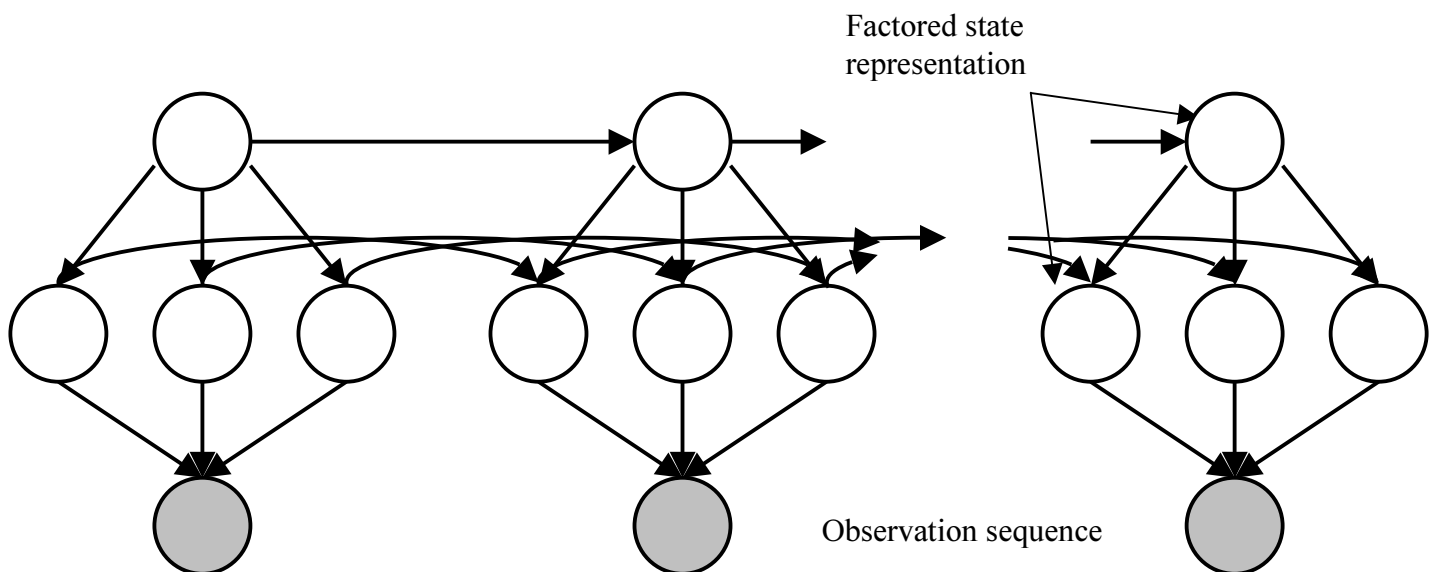 Factored state
representation
Observation sequence